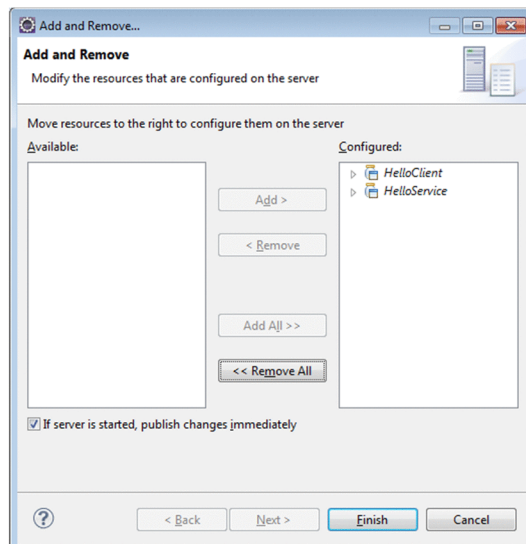 Add and Remove...
Add and Remove
Modify the resources that are configured on the server
Move resources to the right to configure them on the server
Available:
Configured:
HelloClient
HelloService
Add >
< Remove
Add All >>
<< Remove All
If server is started, publish changes immediately
?
< Back
Next >
Finish
Cancel